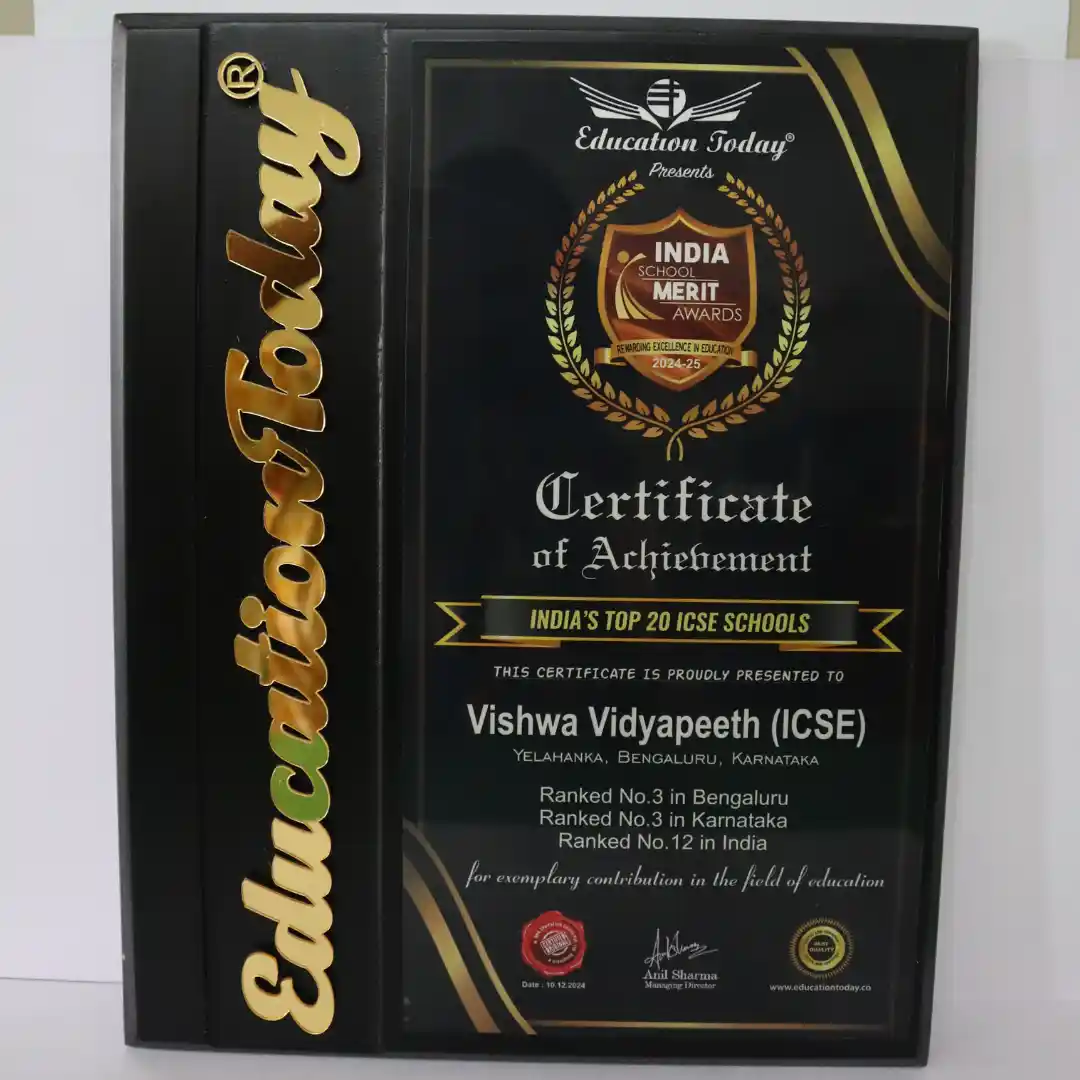 Education Today®
Education Today®
Presents
INDIA
SCHOOL
MERIT
AWARDS
REWARDING EXCELLENCE IN EDUCATION
2024-25
Certificate
of Achievement
INDIA'S TOP 20 ICSE SCHOOLS
THIS CERTIFICATE IS PROUDLY PRESENTED TO
Vishwa Vidyapeeth (ICSE)
YELAHANKA, BENGALURU, KARNATAKA
Ranked No.3 in Bengaluru
Ranked No.3 in Karnataka
Ranked No.12 in India
for exemplary contribution in the field of education
Date : 10.12.2024
Anil Sharma
Managing Director
BEST
QUALITY
www.educationtoday.co